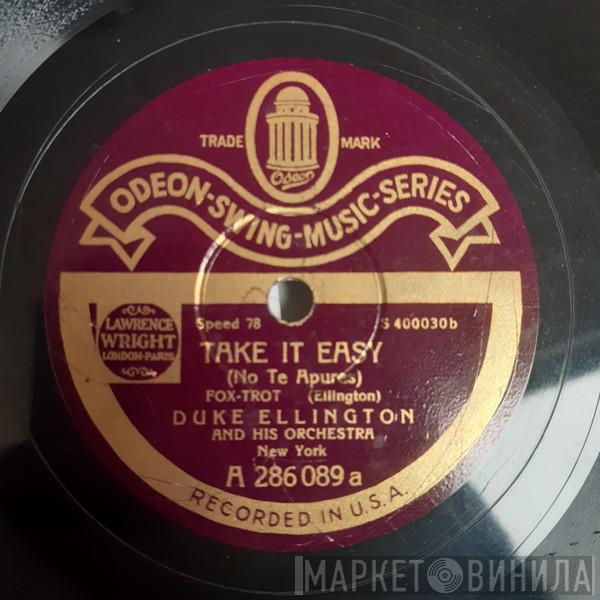 TRADE MARK
Odeon
ODEON-SWING-MUSIC-SERIES
LAWRENCE
WRIGHT
LONDON-PARIS
Speed 78 S 400030b
TAKE IT EASY
(No Te Apures)
FOX-TROT (Ellington)
DUKE ELLINGTON
AND HIS ORCHESTRA
New York
A 286089a
RECORDED IN U.S.A.
МАРКЕТ ВИНИЛА